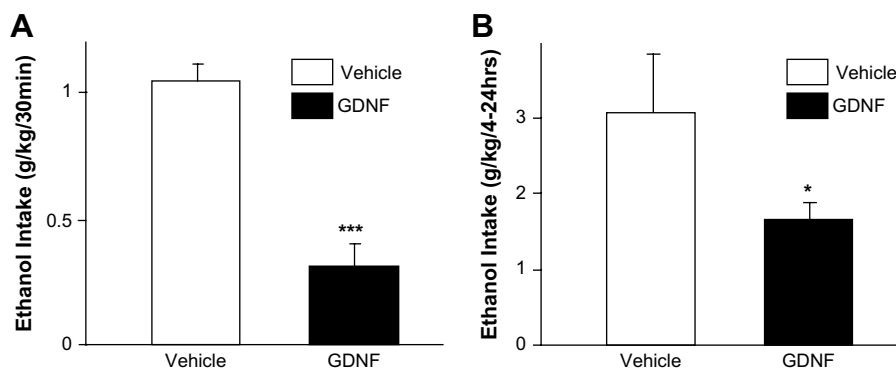 A
Ethanol Intake (g/kg/30min)
1
0.5
0
Vehicle
GDNF
***
Vehicle
GDNF
B
Ethanol Intake (g/kg/4-24hrs)
3
2
1
0
Vehicle
GDNF
*
Vehicle
GDNF